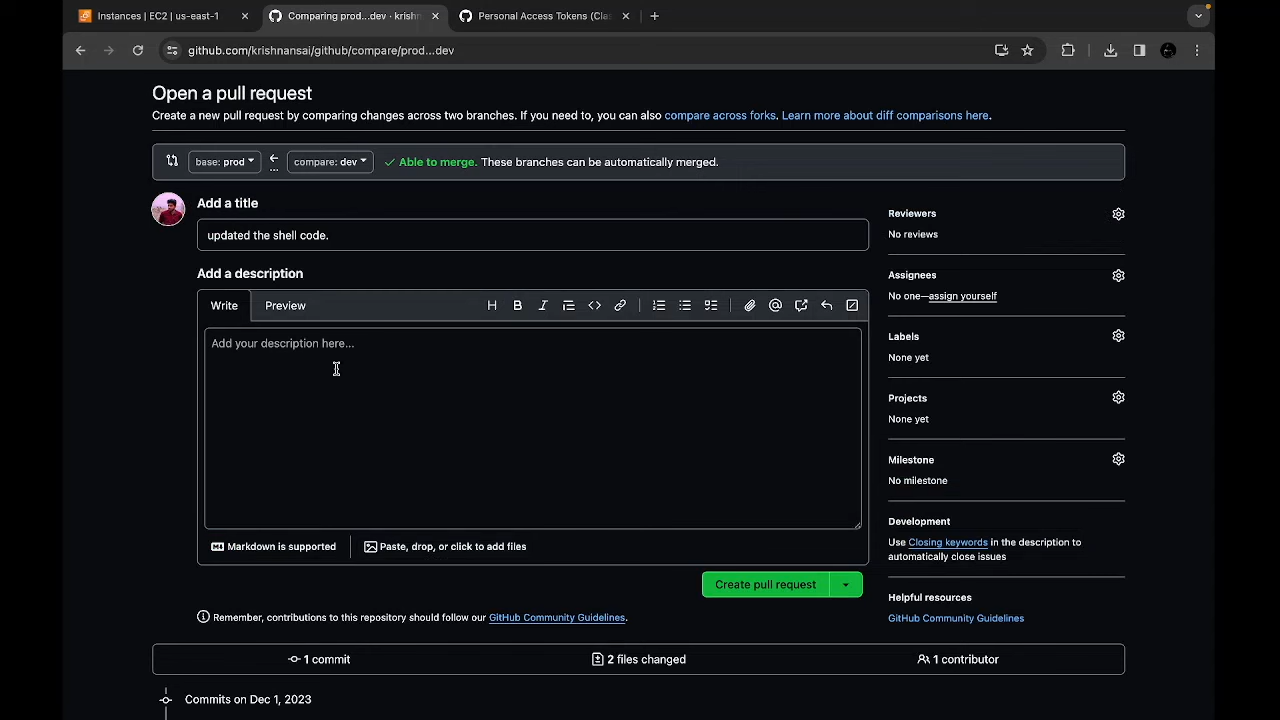 Instances | EC2 | us-east-1
Comparing prod...dev · krishn
Personal Access Tokens (Clas
github.com/krishnansai/github/compare/prod...dev
Open a pull request
Create a new pull request by comparing changes across two branches. If you need to, you can also compare across forks. Learn more about diff comparisons here.
base: prod
compare: dev
Able to merge. These branches can be automatically merged.
Add a title
updated the shell code.
Add a description
Write
Preview
H B I
Add your description here...
Markdown is supported
Paste, drop, or click to add files
Create pull request
Remember, contributions to this repository should follow our GitHub Community Guidelines.
Reviewers
No reviews
Assignees
No one—assign yourself
Labels
None yet
Projects
None yet
Milestone
No milestone
Development
Use Closing keywords in the description to
automatically close issues
Helpful resources
GitHub Community Guidelines
1 commit
2 files changed
1 contributor
Commits on Dec 1, 2023